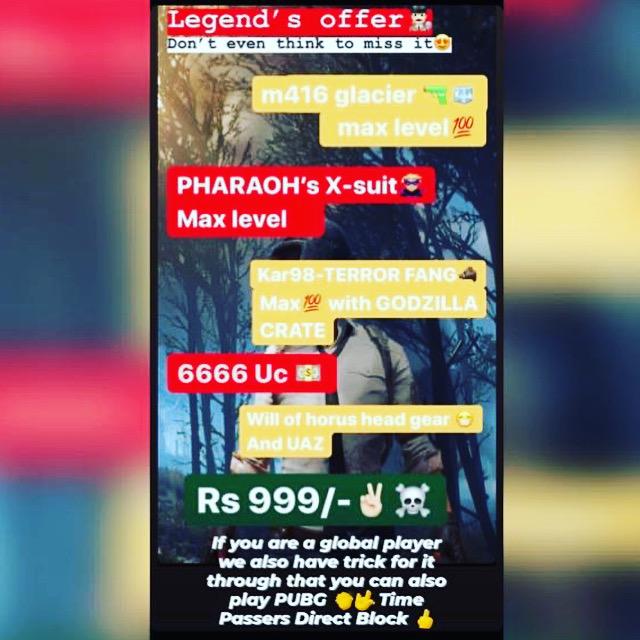 Legend's offer
Don't even think to miss it
m416 glacier
max level💯
PHARAOH's X-suit
Max level
Kar98-TERROR FANG
Max💯 with GODZILLA
CRATE
6666 Uc
Will of horus head gear
And UAZ
Rs 999/-
If you are a global player
we also have trick for it
through that you can also
play PUBG Time
Passers Direct Block